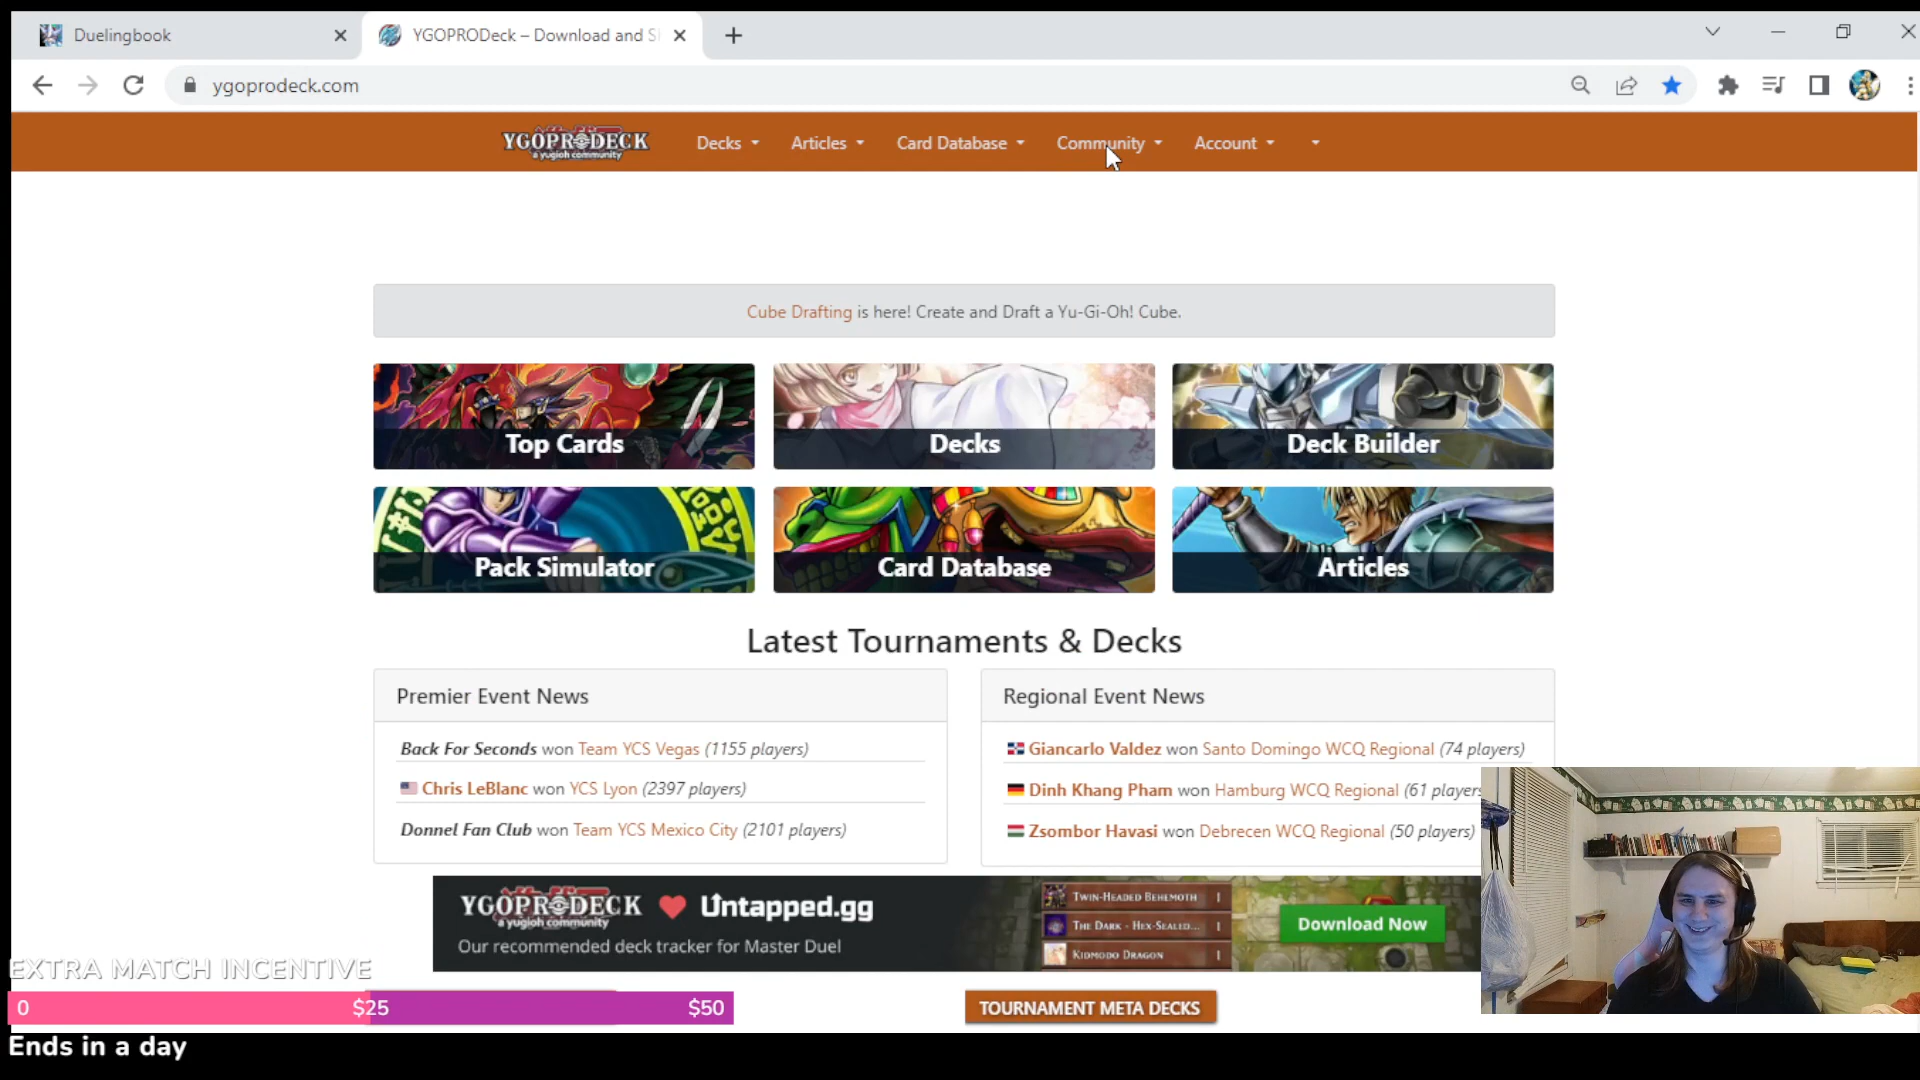 Duelingbook
YGOPRODeck – Download and S
ygoprodeck.com
YGOPRODECK
a yugioh community
Decks
Articles
Card Database
Community
Account
Cube Drafting is here! Create and Draft a Yu-Gi-Oh! Cube.
Top Cards
Decks
Deck Builder
Pack Simulator
Card Database
Articles
Latest Tournaments & Decks
Premier Event News
Regional Event News
Back For Seconds won Team YCS Vegas (1155 players)
Chris LeBlanc won YCS Lyon (2397 players)
Donnel Fan Club won Team YCS Mexico City (2101 players)
Giancarlo Valdez won Santo Domingo WCQ Regional (74 players)
Dinh Khang Pham won Hamburg WCQ Regional (61 players
Zsombor Havasi won Debrecen WCQ Regional (50 players)
YGOPRODECK
a yugioh community
Untapped.gg
Our recommended deck tracker for Master Duel
TWIN-HEADED BEHEMOTH 1
THE DARK - HEX-SEALED... 1
KIDMODO DRAGON 1
Download Now
EXTRA MATCH INCENTIVE
0 $25 $50
TOURNAMENT META DECKS
Ends in a day